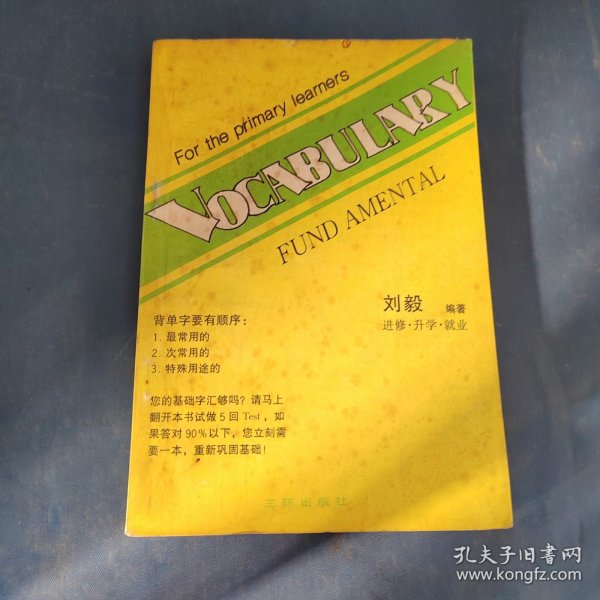 For the primary learners
VOCABULARY
FUND AMENTAL
刘毅 编著
进修·升学·就业
背单字要有顺序：
1. 最常用的
2. 次常用的
3. 特殊用途的
您的基础字汇够吗？请马上
翻开本书试做5回Test，如
果答对90%以下，您立刻需
要一本，重新巩固基础！
三环出版社
孔夫子旧书网
www.kongfz.com